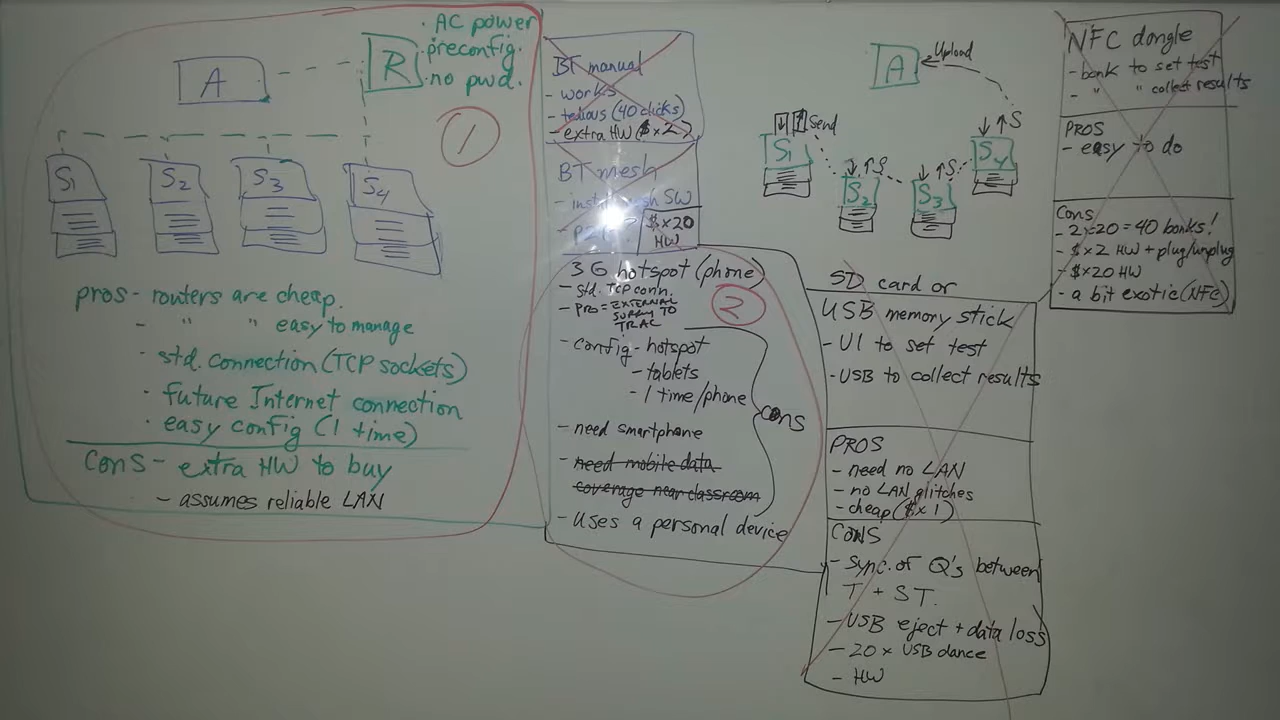 A
R
· AC power
· preconfig.
· no pwd.
1
S1
S2
S3
S4
pros - routers are cheap.
- " " easy to manage
· std. connection (TCP sockets)
· future Internet connection
· easy config (1 time)
Cons - extra HW to buy
- assumes reliable LAN
BT manual
- works
- tedious (40 clicks)
- extra HW ($ x 2)
BT mesh
SW
$ x 20
HW
3G hotspot (phone)
- std. TCP conn.
- PRO = EXTERNAL
SUPPLY TO
TRAC
2
- config - hotspot
- tablets
- 1 time/phone
cons
- need smartphone
- need mobile data
coverage near classroom
- Uses a personal device
A
Upload
S1
↓
↑
Send
S2
↓ ↑ S
S3
↓ ↑ S
S4
↓ ↑ S
SD card or
USB memory stick
- UI to set test
- USB to collect results
PROS
- need no LAN
- no LAN glitches
- cheap ($ x 1)
CONS
- sync. of Q's between
T + ST.
- USB eject + data loss
- 20 x USB dance
- HW
NFC dongle
- bonk to set test
- " " collect results
PROS
- easy to do
Cons
- 2 x 20 = 40 bonks!
- $ x 2 HW + plug/unplug
- $ x 20 HW
- a bit exotic (NFC)